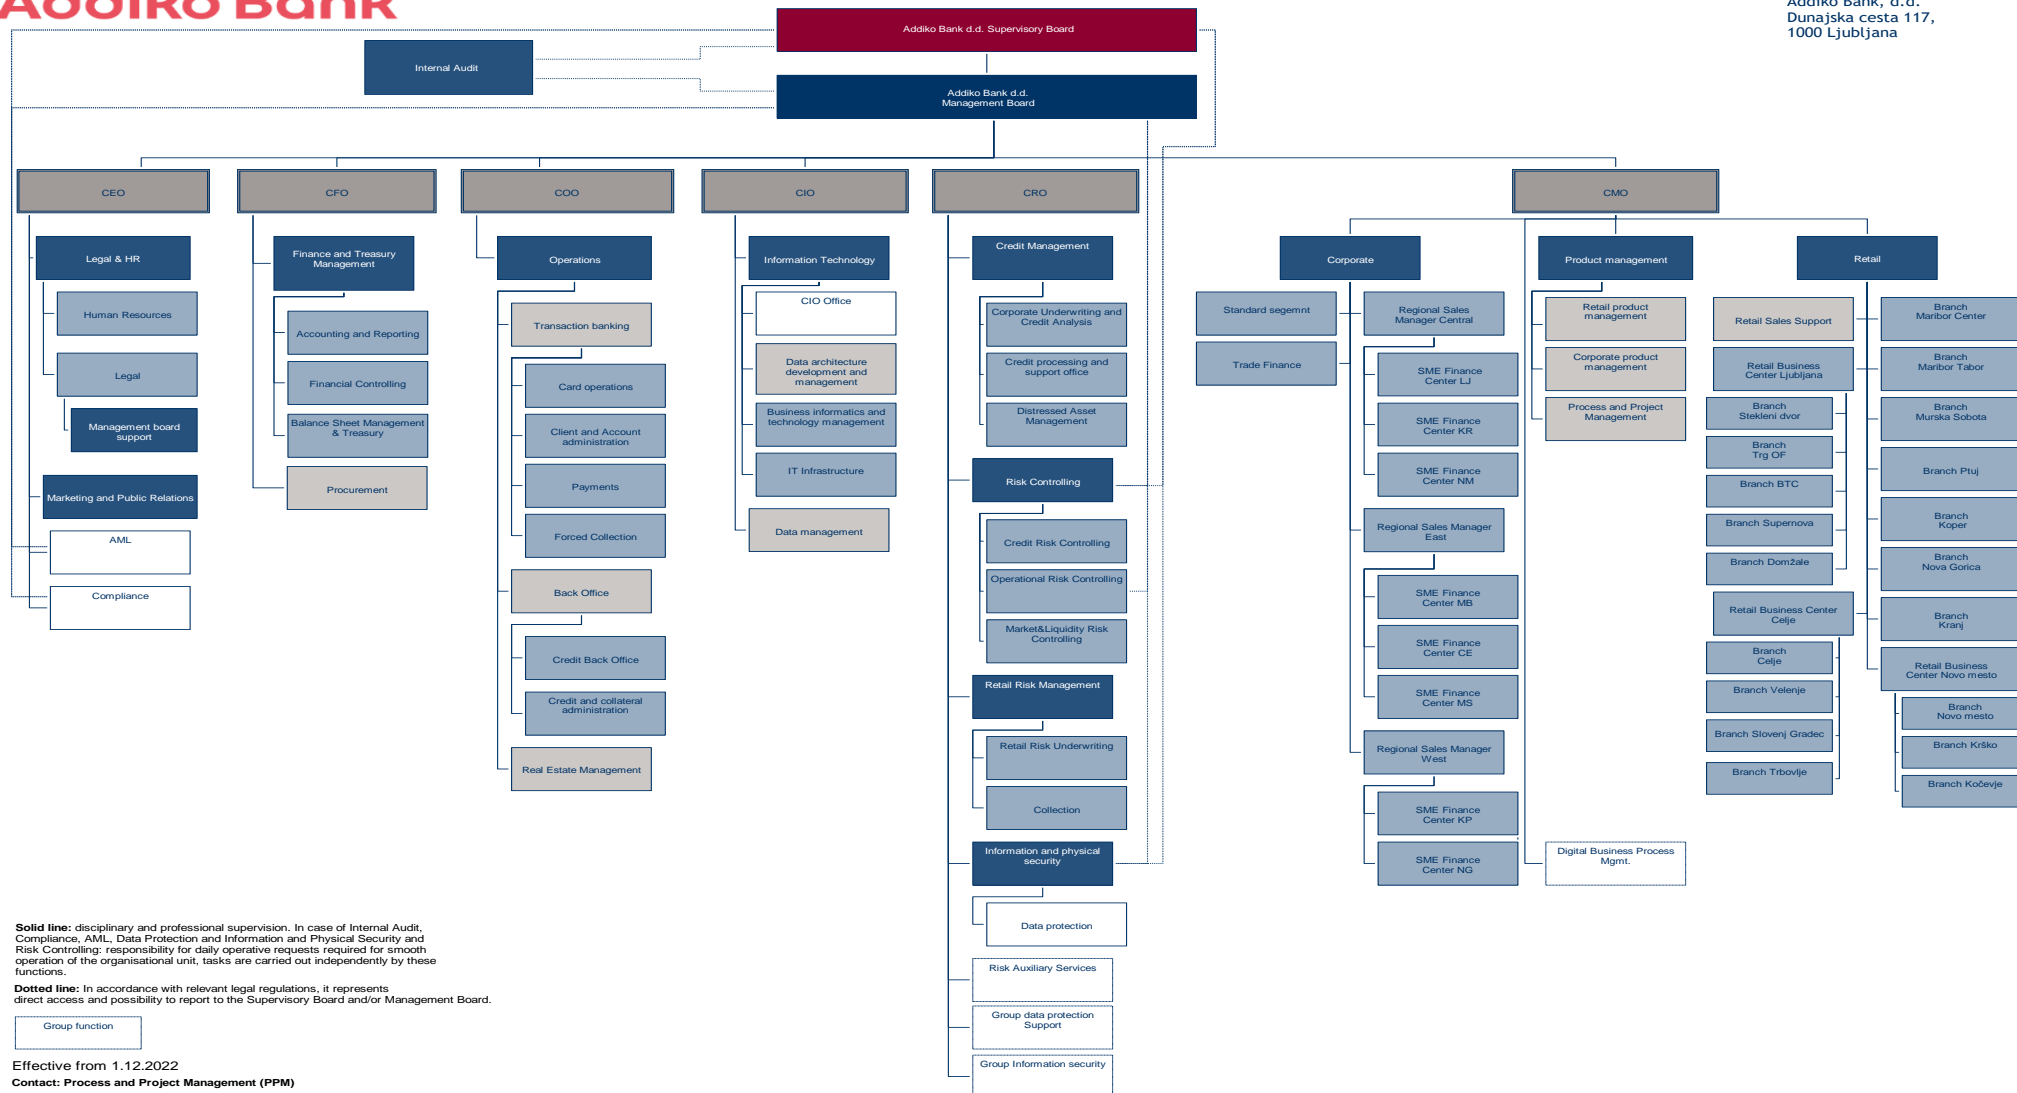 Addiko Bank
Addiko Bank, d.d.
Dunajska cesta 117,
1000 Ljubljana
Addiko Bank d.d. Supervisory Board
Internal Audit
Addiko Bank d.d.
Management Board
CEO
CFO
COO
CIO
CRO
CMO
Legal & HR
Human Resources
Legal
Management board
support
Marketing and Public Relations
AML
Compliance
Finance and Treasury
Management
Accounting and Reporting
Financial Controlling
Balance Sheet Management
& Treasury
Procurement
Operations
Transaction banking
Card operations
Client and Account
administration
Payments
Forced Collection
Back Office
Credit Back Office
Credit and collateral
administration
Real Estate Management
Information Technology
CIO Office
Data architecture
development and
management
Business informatics and
technology management
IT Infrastructure
Data management
Credit Management
Corporate Underwriting and
Credit Analysis
Credit processing and
support office
Distressed Asset
Management
Risk Controlling
Credit Risk Controlling
Operational Risk Controlling
Market&Liquidity Risk
Controlling
Retail Risk Management
Retail Risk Underwriting
Collection
Information and physical
security
Data protection
Risk Auxiliary Services
Group data protection
Support
Group Information security
Corporate
Standard segemnt
Trade Finance
Regional Sales
Manager Central
SME Finance
Center LJ
SME Finance
Center KR
SME Finance
Center NM
Regional Sales Manager
East
SME Finance
Center MB
SME Finance
Center CE
SME Finance
Center MS
Regional Sales Manager
West
SME Finance
Center KP
SME Finance
Center NG
Product management
Retail product
management
Corporate product
management
Process and Project
Management
Digital Business Process
Mgmt.
Retail
Retail Sales Support
Retail Business
Center Ljubljana
Branch
Stekleni dvor
Branch
Trg OF
Branch BTC
Branch Supernova
Branch Domžale
Retail Business Center
Celje
Branch
Celje
Branch Velenje
Branch Slovenj Gradec
Branch Trbovlje
Branch
Maribor Center
Branch
Maribor Tabor
Branch
Murska Sobota
Branch Ptuj
Branch
Koper
Branch
Nova Gorica
Branch
Kranj
Retail Business
Center Novo mesto
Branch
Novo mesto
Branch Krško
Branch Kočevje
Solid line: disciplinary and professional supervision. In case of Internal Audit,
Compliance, AML, Data Protection and Information and Physical Security and
Risk Controlling: responsibility for daily operative requests required for smooth
operation of the organisational unit, tasks are carried out independently by these
functions.
Dotted line: In accordance with relevant legal regulations, it represents
direct access and possibility to report to the Supervisory Board and/or Management Board.
Group function
Effective from 1.12.2022
Contact: Process and Project Management (PPM)